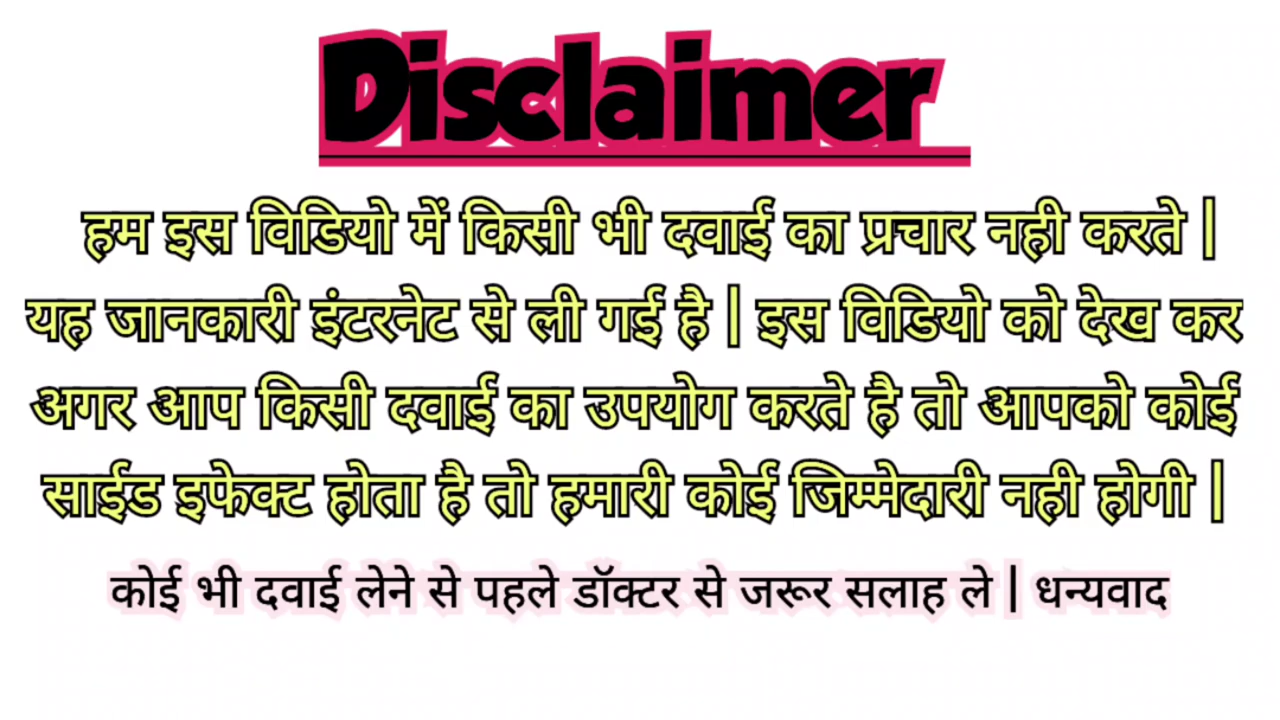 Disclaimer
हम इस विडियो में किसी भी दवाई का प्रचार नही करते |
यह जानकारी इंटरनेट से ली गई है | इस विडियो को देख कर
अगर आप किसी दवाई का उपयोग करते है तो आपको कोई
साईड इफेक्ट होता है तो हमारी कोई जिम्मेदारी नही होगी |
कोई भी दवाई लेने से पहले डॉक्टर से जरूर सलाह ले | धन्यवाद